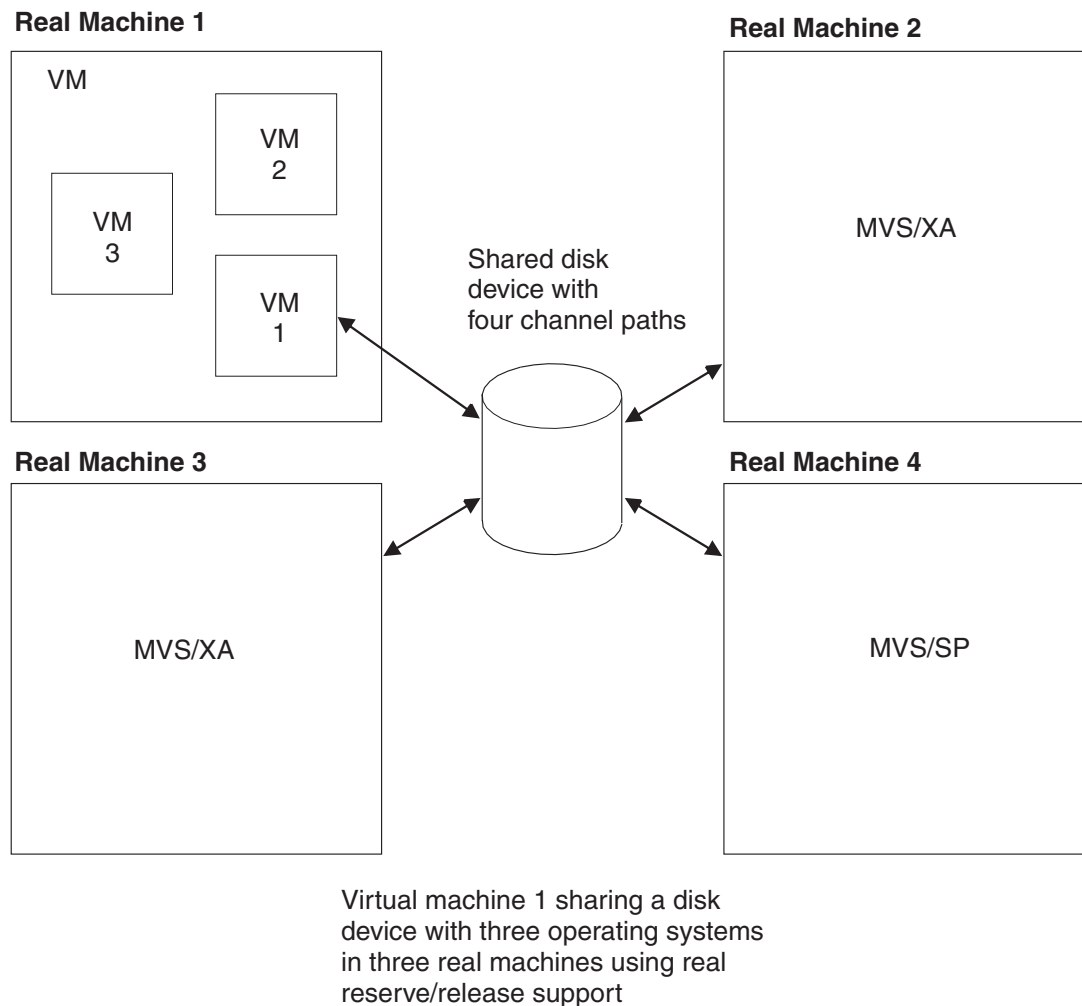 Real Machine 1
Real Machine 2
VM
VM
2
VM
3
VM
1
MVS/XA
Shared disk
device with
four channel paths
Real Machine 3
Real Machine 4
MVS/XA
MVS/SP
Virtual machine 1 sharing a disk
device with three operating systems
in three real machines using real
reserve/release support